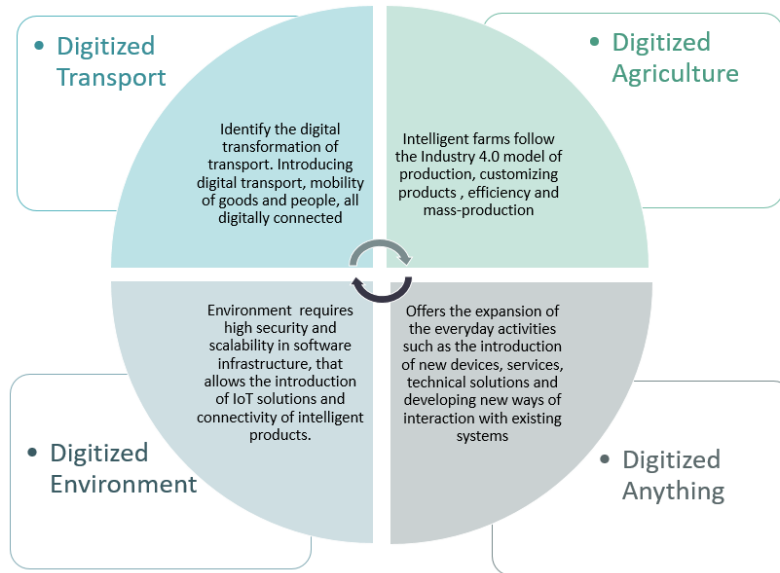 • Digitized
Transport
Identify the digital
transformation of
transport. Introducing
digital transport, mobility
of goods and people, all
digitally connected
• Digitized
Agriculture
Intelligent farms follow
the Industry 4.0 model of
production, customizing
products , efficiency and
mass-production
Environment  requires
high security and
scalability in software
infrastructure, that
allows the introduction
of IoT solutions and
connectivity of intelligent
products.
• Digitized
Environment
Offers the expansion of
the everyday activities
such as the introduction
of new devices, services,
technical solutions and
developing new ways of
interaction with existing
systems
• Digitized
Anything